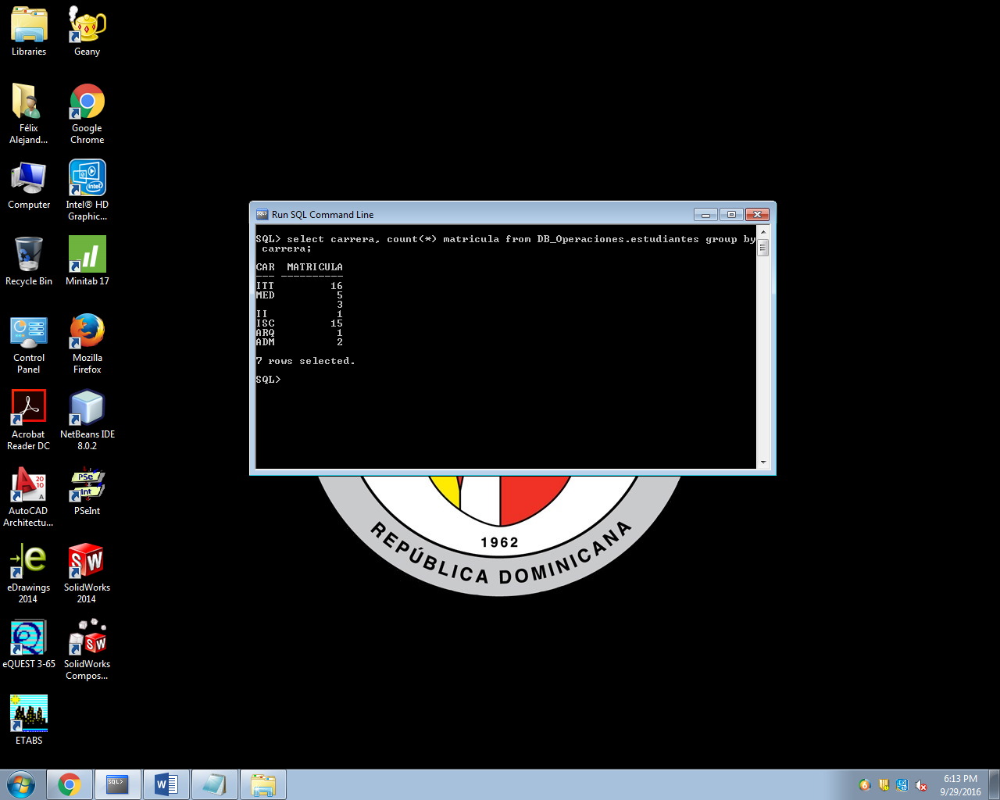 Libraries
Geany
Félix
Alejand...
Google
Chrome
Computer
Intel® HD
Graphic...
Recycle Bin
Minitab 17
Control
Panel
Mozilla
Firefox
Acrobat
Reader DC
NetBeans IDE
8.0.2
AutoCAD
Architectu...
PSeInt
eDrawings
2014
SolidWorks
2014
eQUEST 3-65
SolidWorks
Compos...
ETABS
Run SQL Command Line
SQL> select carrera, count(*) matricula from DB_Operaciones.estudiantes group by
carrera;
CAR MATRICULA
--- ----------
ITT 16
MED 5
3
II 1
ISC 15
ARQ 1
ADM 2
7 rows selected.
SQL>
1962
REPÚBLICA DOMINICANA
6:13 PM
9/29/2016